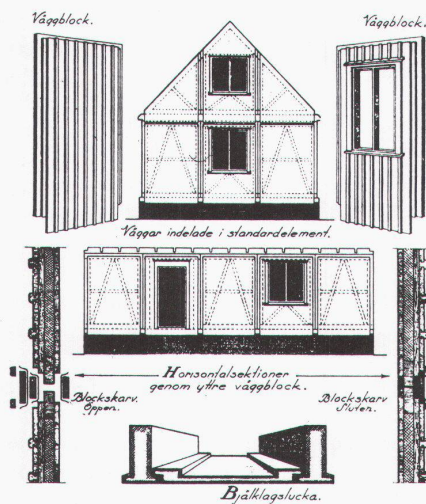 Väggblock.
Väggblock.
Väggar indelade i standardelement.
Horisontalsektioner
genom yttre väggblock.
Blockskarv.
Öppen.
Blockskarv
Sluten.
Bjälklagslucka.